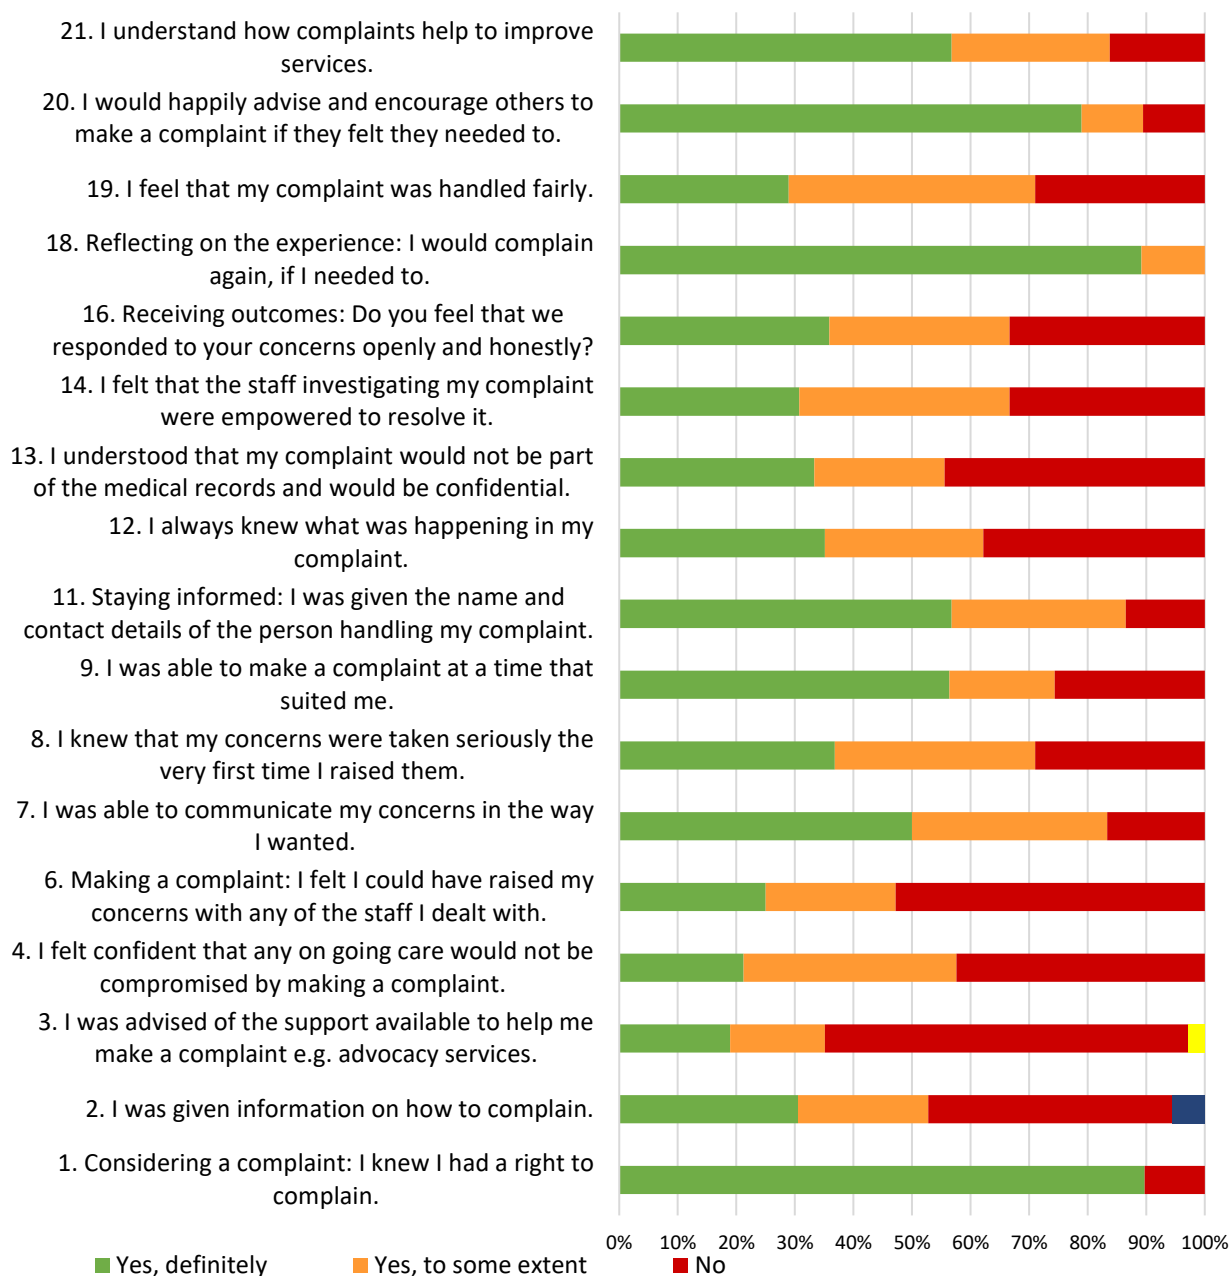 21. I understand how complaints help to improve
services.
20. I would happily advise and encourage others to
make a complaint if they felt they needed to.
19. I feel that my complaint was handled fairly.
18. Reflecting on the experience: I would complain
again, if I needed to.
16. Receiving outcomes: Do you feel that we
responded to your concerns openly and honestly?
14. I felt that the staff investigating my complaint
were empowered to resolve it.
13. I understood that my complaint would not be part
of the medical records and would be confidential.
12. I always knew what was happening in my
complaint.
11. Staying informed: I was given the name and
contact details of the person handling my complaint.
9. I was able to make a complaint at a time that
suited me.
8. I knew that my concerns were taken seriously the
very first time I raised them.
7. I was able to communicate my concerns in the way
I wanted.
6. Making a complaint: I felt I could have raised my
concerns with any of the staff I dealt with.
4. I felt confident that any on going care would not be
compromised by making a complaint.
3. I was advised of the support available to help me
make a complaint e.g. advocacy services.
2. I was given information on how to complain.
1. Considering a complaint: I knew I had a right to
complain.
0% 10% 20% 30% 40% 50% 60% 70% 80% 90% 100%
Yes, definitely Yes, to some extent No